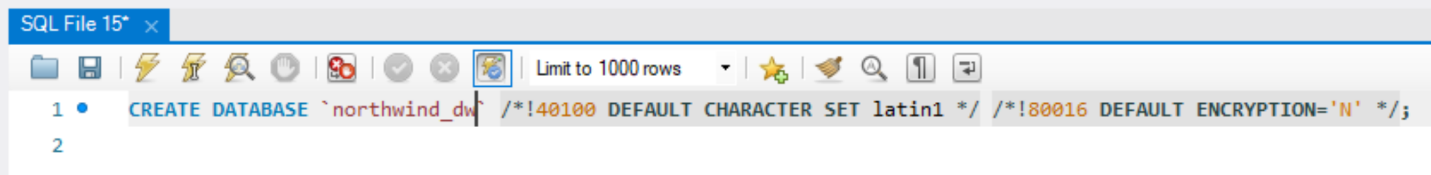 SQL File 15*
Limit to 1000 rows
1 CREATE DATABASE `northwind_dw` /*!40100 DEFAULT CHARACTER SET latin1 */ /*!80016 DEFAULT ENCRYPTION='N' */;
2